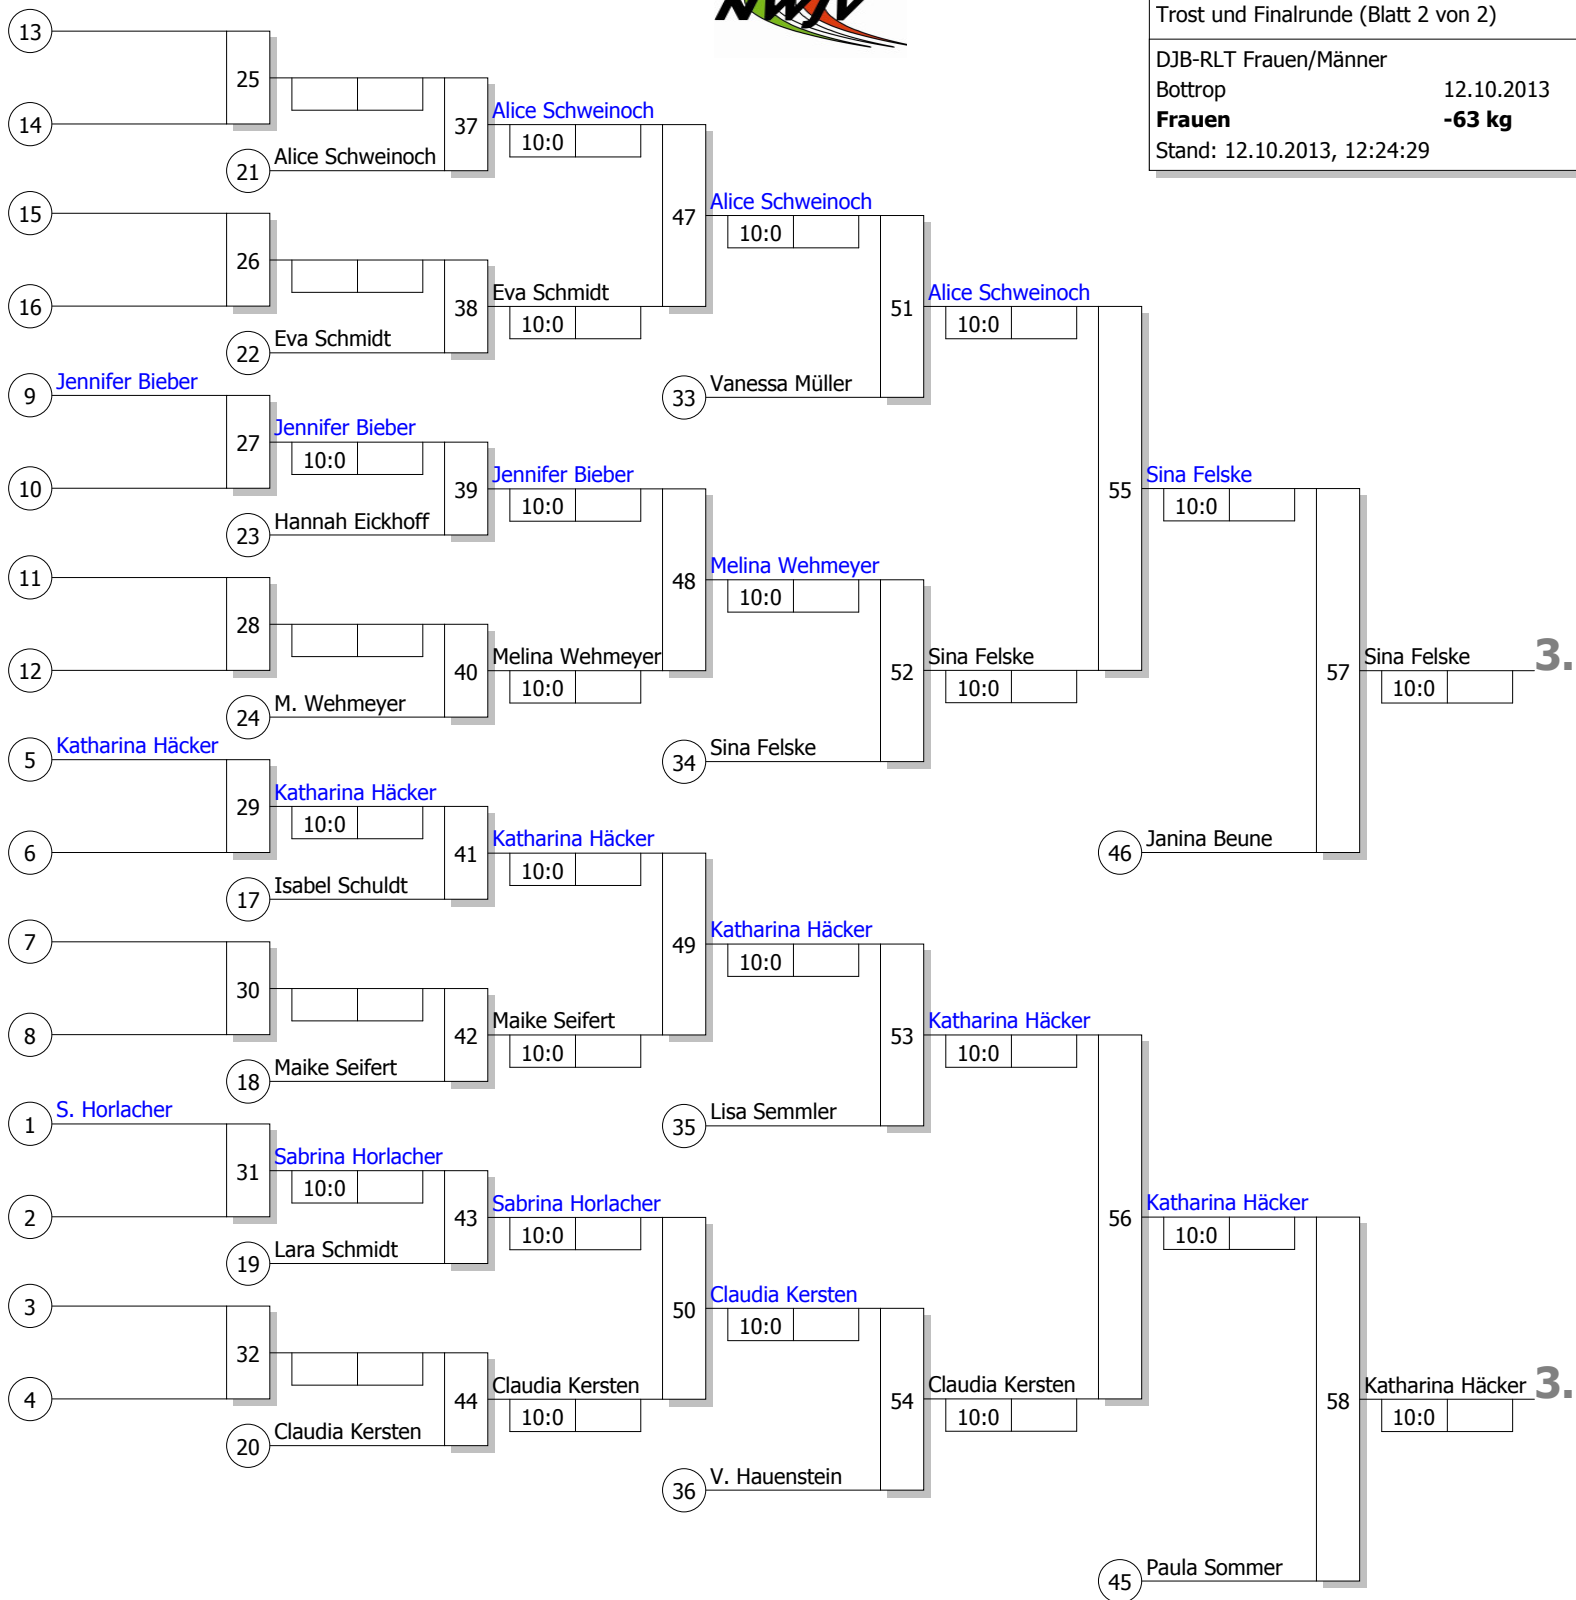 NWJV
Trost und Finalrunde (Blatt 2 von 2)
DJB-RLT Frauen/Männer
Bottrop 12.10.2013
Frauen -63 kg
Stand: 12.10.2013, 12:24:29
13
25
14
37
Alice Schweinoch
10:0
21 Alice Schweinoch
15
47
Alice Schweinoch
10:0
26
16
38
Eva Schmidt
10:0
22 Eva Schmidt
51
Alice Schweinoch
10:0
9 Jennifer Bieber
33 Vanessa Müller
27
Jennifer Bieber
10:0
10
39
Jennifer Bieber
10:0
23 Hannah Eickhoff
55
Sina Felske
10:0
11
48
Melina Wehmeyer
10:0
28
12
40
Melina Wehmeyer
10:0
24 M. Wehmeyer
52
Sina Felske
10:0
57
Sina Felske 3.
10:0
5 Katharina Häcker
34 Sina Felske
29
Katharina Häcker
10:0
6
41
Katharina Häcker
10:0
46 Janina Beune
17 Isabel Schuldt
7
49
Katharina Häcker
10:0
30
8
42
Maike Seifert
10:0
18 Maike Seifert
53
Katharina Häcker
10:0
1 S. Horlacher
35 Lisa Semmler
31
Sabrina Horlacher
10:0
2
43
Sabrina Horlacher
10:0
19 Lara Schmidt
56
Katharina Häcker
10:0
3
50
Claudia Kersten
10:0
32
4
44
Claudia Kersten
10:0
20 Claudia Kersten
54
Claudia Kersten
10:0
58
Katharina Häcker 3.
10:0
36 V. Hauenstein
45 Paula Sommer